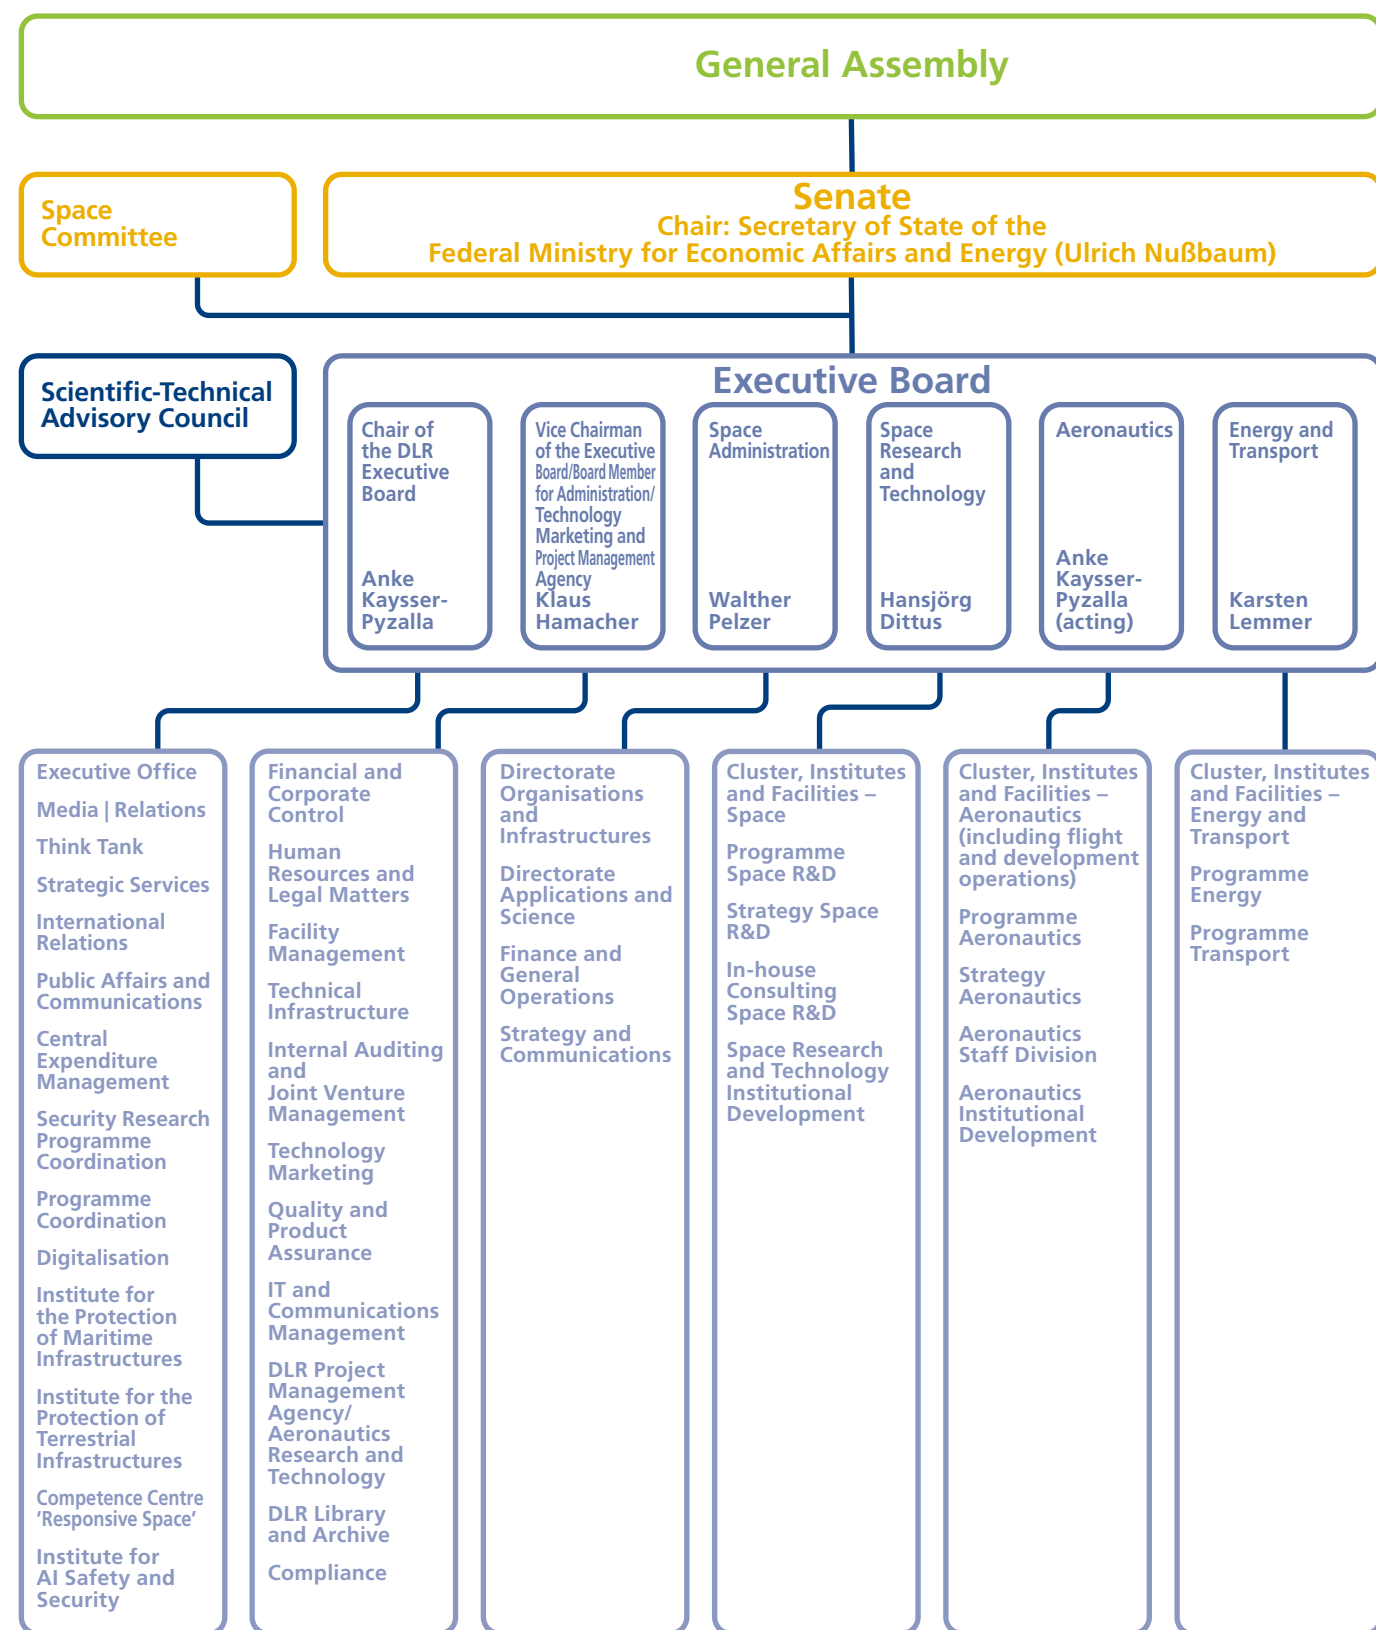 General Assembly
Space
Committee
Senate
Chair: Secretary of State of the
Federal Ministry for Economic Affairs and Energy (Ulrich Nußbaum)
Scientific-Technical
Advisory Council
Executive Board
Chair of
the DLR
Executive
Board
Anke
Kaysser-
Pyzalla
Vice Chairman
of the Executive
Board/Board Member
for Administration/
Technology
Marketing and
Project Management
Agency
Klaus
Hamacher
Space
Administration
Walther
Pelzer
Space
Research
and
Technology
Hansjörg
Dittus
Aeronautics
Anke
Kaysser-
Pyzalla
(acting)
Energy and
Transport
Karsten
Lemmer
Executive Office
Media | Relations
Think Tank
Strategic Services
International
Relations
Public Affairs and
Communications
Central
Expenditure
Management
Security Research
Programme
Coordination
Programme
Coordination
Digitalisation
Institute for
the Protection
of Maritime
Infrastructures
Institute for the
Protection of
Terrestrial
Infrastructures
Competence Centre
‘Responsive Space’
Institute for
AI Safety and
Security
Financial and
Corporate
Control
Human
Resources and
Legal Matters
Facility
Management
Technical
Infrastructure
Internal Auditing
and
Joint Venture
Management
Technology
Marketing
Quality and
Product
Assurance
IT and
Communications
Management
DLR Project
Management
Agency/
Aeronautics
Research and
Technology
DLR Library
and Archive
Compliance
Directorate
Organisations
and
Infrastructures
Directorate
Applications and
Science
Finance and
General
Operations
Strategy and
Communications
Cluster, Institutes
and Facilities –
Space
Programme
Space R&D
Strategy Space
R&D
In-house
Consulting
Space R&D
Space Research
and Technology
Institutional
Development
Cluster, Institutes
and Facilities –
Aeronautics
(including flight
and development
operations)
Programme
Aeronautics
Strategy
Aeronautics
Aeronautics
Staff Division
Aeronautics
Institutional
Development
Cluster, Institutes
and Facilities –
Energy and
Transport
Programme
Energy
Programme
Transport